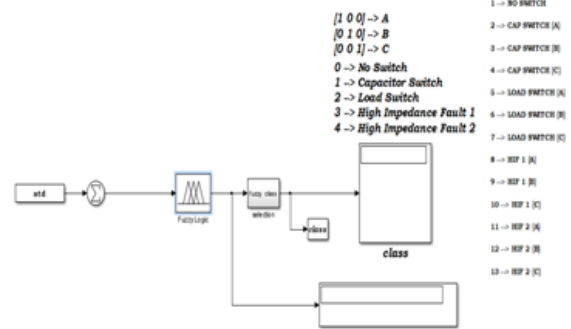 [1 0 0] --> A
[0 1 0] --> B
[0 0 1] --> C
0 --> No Switch
1 --> Capacitor Switch
2 --> Load Switch
3 --> High Impedance Fault 1
4 --> High Impedance Fault 2
1 --> NO SWITCH
2 --> CAP SWITCH [A]
3 --> CAP SWITCH [B]
4 --> CAP SWITCH [C]
5 --> LOAD SWITCH [A]
6 --> LOAD SWITCH [B]
7 --> LOAD SWITCH [C]
8 --> HIF 1 [A]
9 --> HIF 1 [B]
10 --> HIF 1 [C]
11 --> HIF 2 [A]
12 --> HIF 2 [B]
13 --> HIF 2 [C]
std
Σ
Fuzzy Logic
fuzzy class
selection
class
class